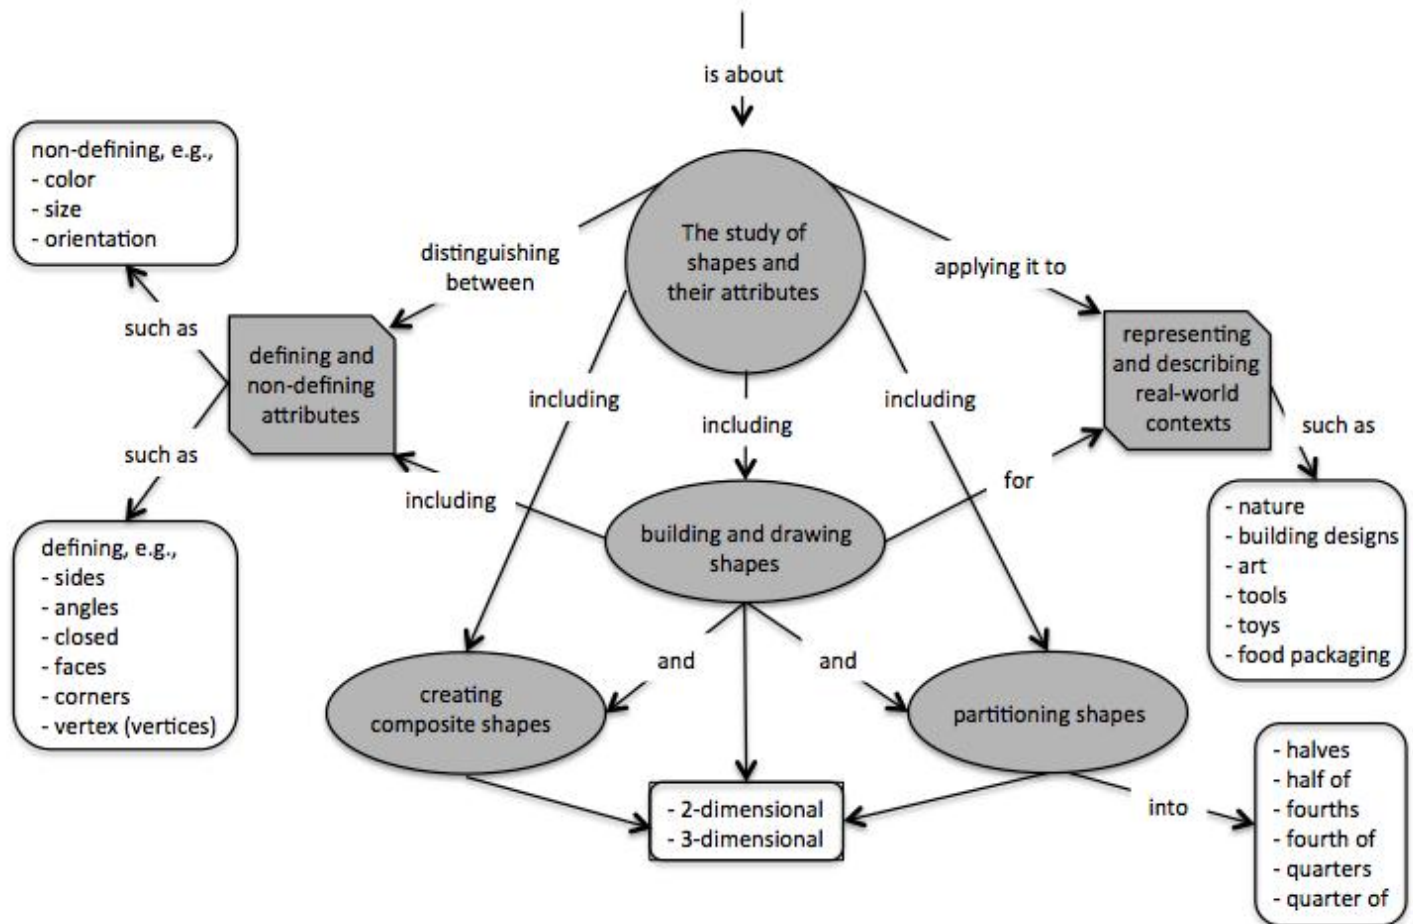 is about
non-defining, e.g.,
- color
- size
- orientation
The study of
shapes and
their attributes
distinguishing
between
applying it to
such as
defining and
non-defining
attributes
representing
and describing
real-world
contexts
including
including
including
such as
such as
including
for
- nature
- building designs
- art
- tools
- toys
- food packaging
building and drawing
shapes
defining, e.g.,
- sides
- angles
- closed
- faces
- corners
- vertex (vertices)
and
and
creating
composite shapes
partitioning shapes
- 2-dimensional
- 3-dimensional
into
- halves
- half of
- fourths
- fourth of
- quarters
- quarter of